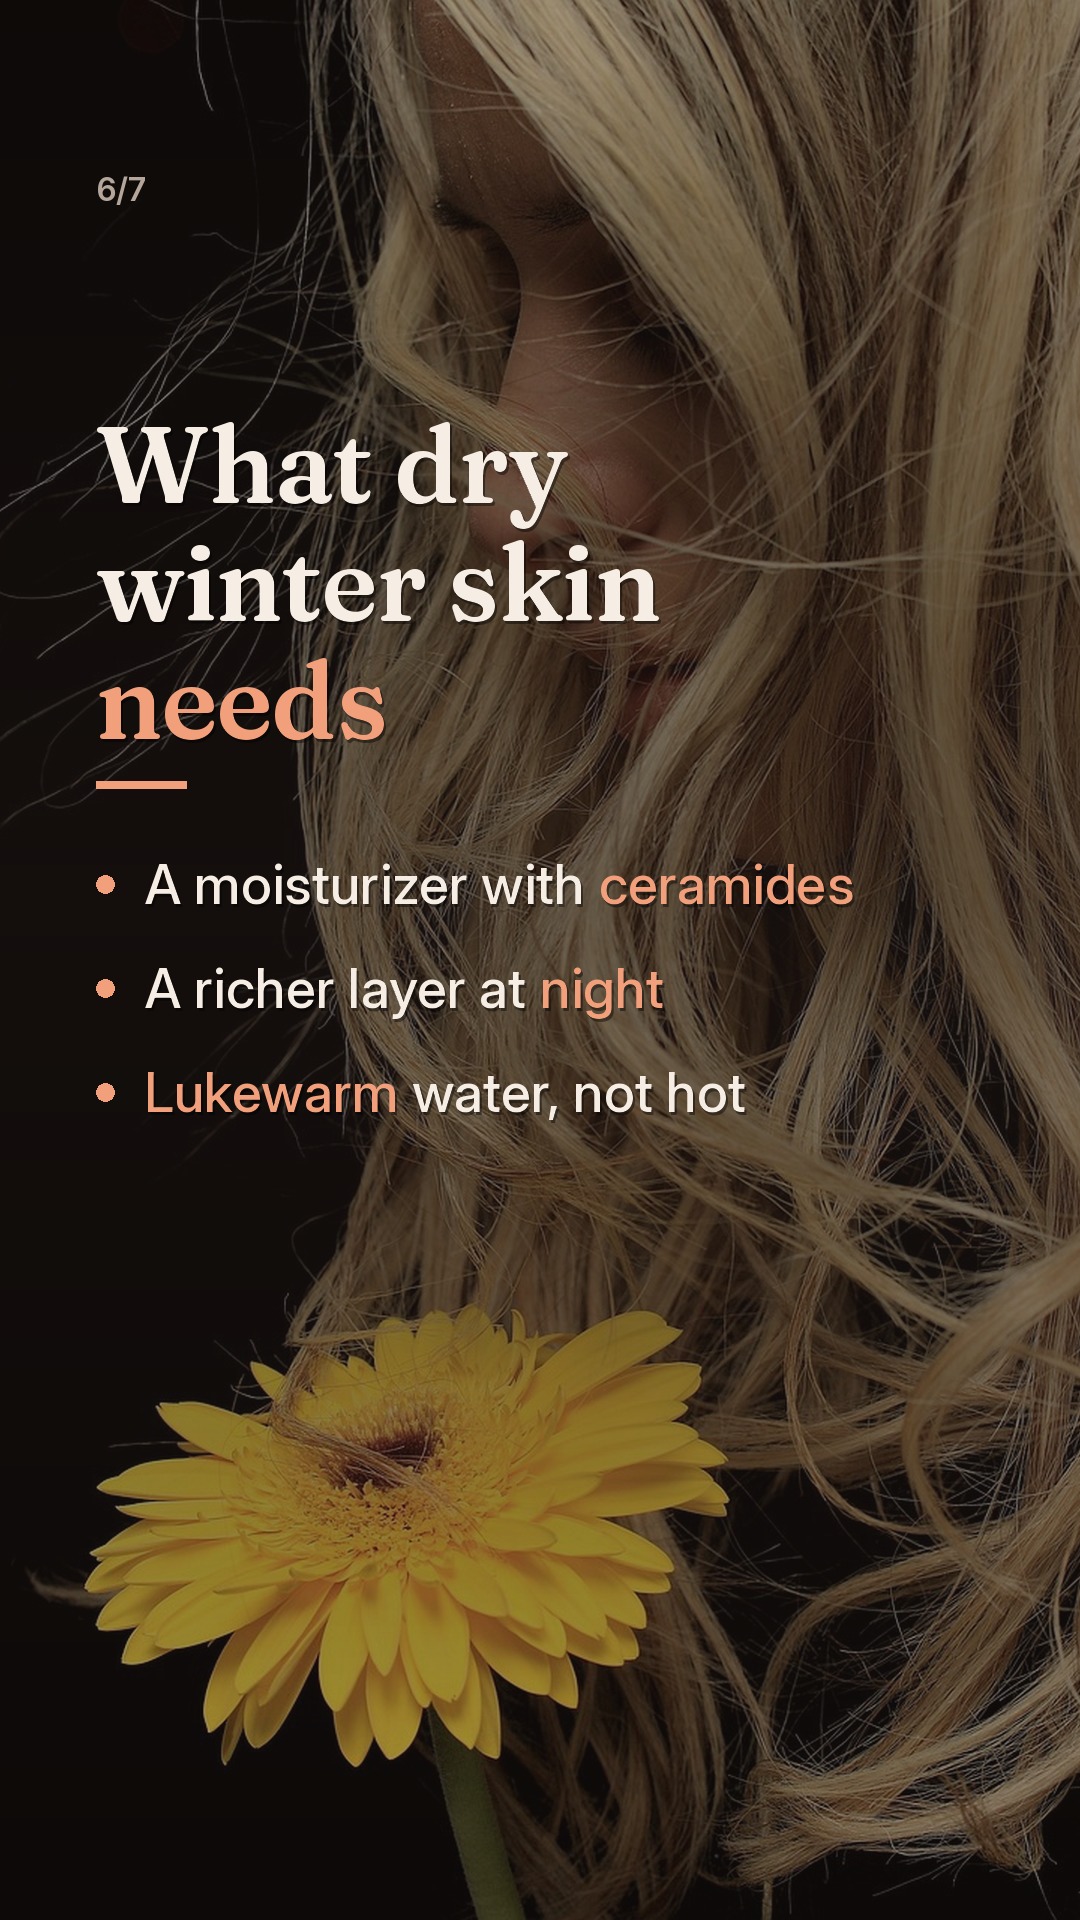 6/7
What dry
winter skin
needs
A moisturizer with ceramides
A richer layer at night
Lukewarm water, not hot